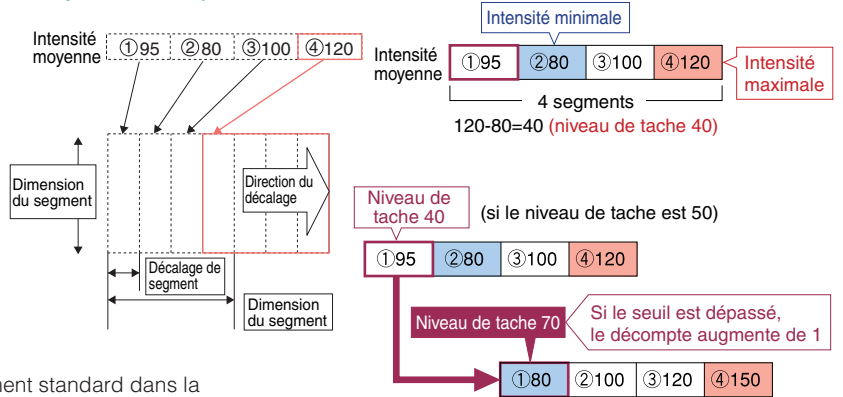 Intensité
moyenne
①95 ②80 ③100 ④120
Dimension
du segment
Direction du
décalage
Décalage de
segment
Dimension
du segment
Intensité minimale
Intensité
moyenne
①95 ②80 ③100 ④120
Intensité
maximale
4 segments
120-80=40 (niveau de tache 40)
Niveau de
tache 40
(si le niveau de tache est 50)
①95 ②80 ③100 ④120
Niveau de tache 70
Si le seuil est dépassé,
le décompte augmente de 1
①80 ②100 ③120 ④150
ment standard dans la